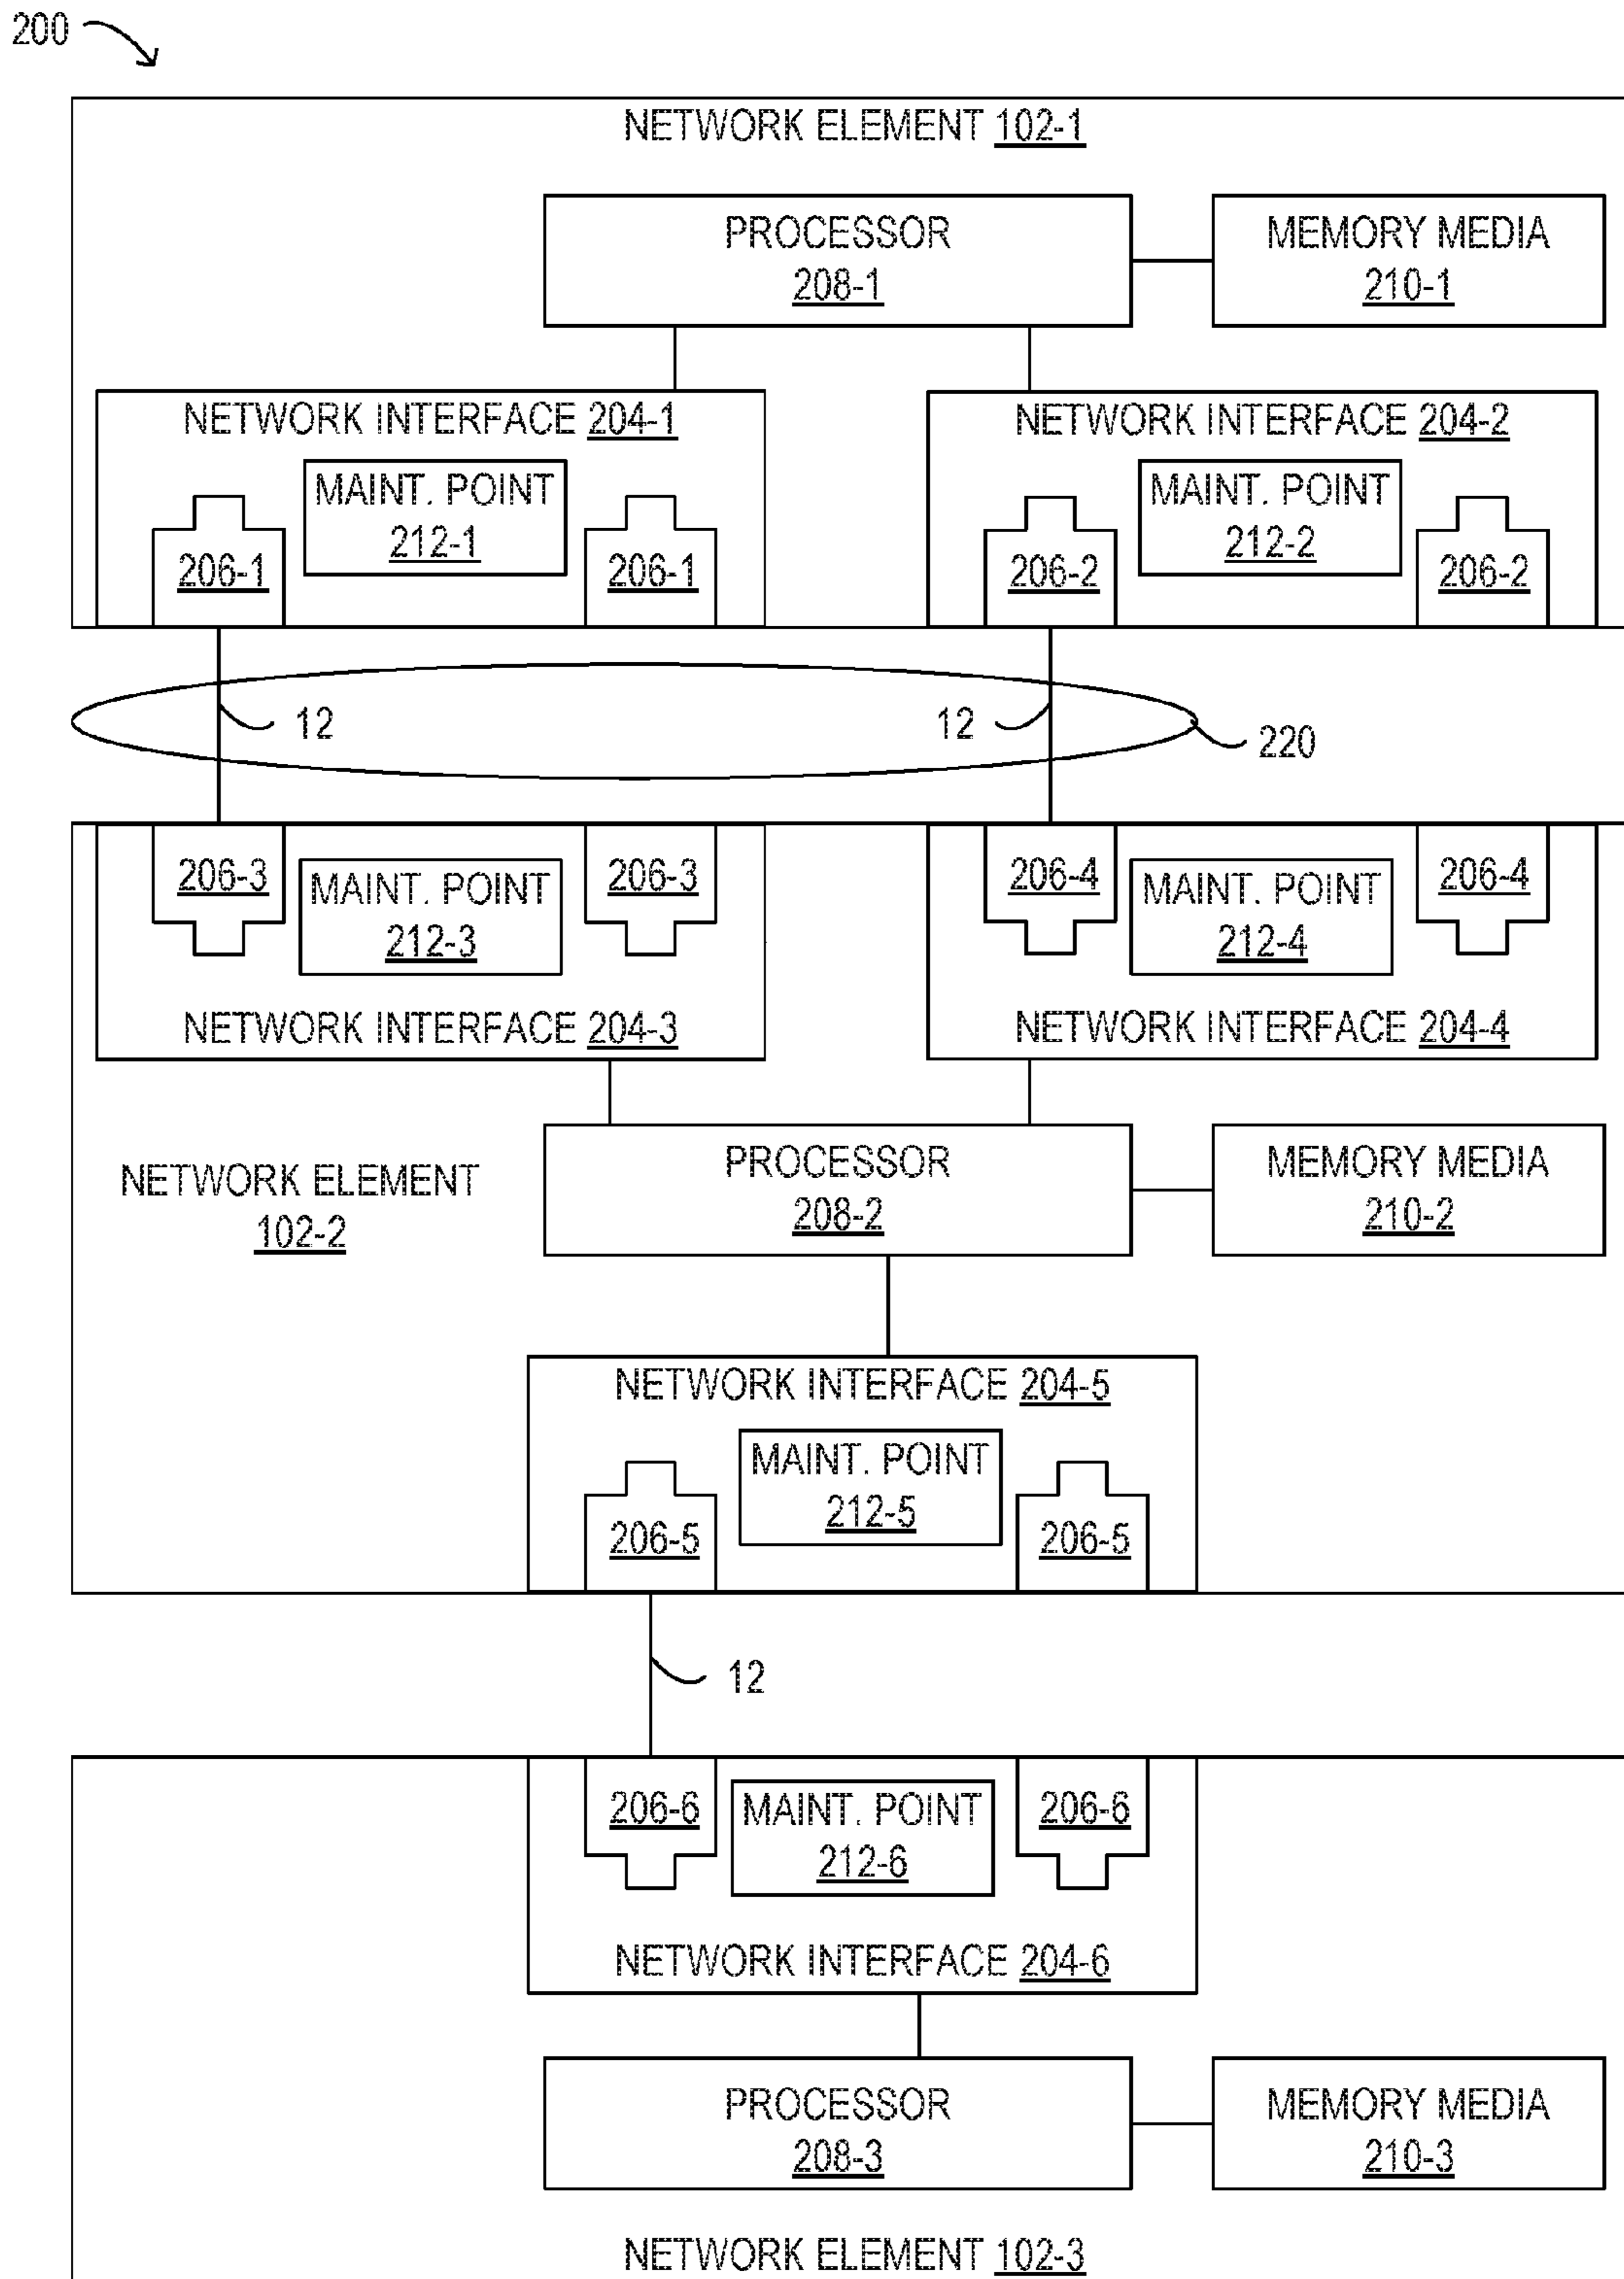 200
NETWORK ELEMENT 102-1
PROCESSOR
208-1
MEMORY MEDIA
210-1
NETWORK INTERFACE 204-1
MAINT. POINT
212-1
206-1
206-1
NETWORK INTERFACE 204-2
MAINT. POINT
212-2
206-2
206-2
12
12
220
206-3
MAINT. POINT
212-3
206-3
NETWORK INTERFACE 204-3
206-4
MAINT. POINT
212-4
206-4
NETWORK INTERFACE 204-4
NETWORK ELEMENT
102-2
PROCESSOR
208-2
MEMORY MEDIA
210-2
NETWORK INTERFACE 204-5
MAINT. POINT
212-5
206-5
206-5
12
206-6
MAINT. POINT
212-6
206-6
NETWORK INTERFACE 204-6
PROCESSOR
208-3
MEMORY MEDIA
210-3
NETWORK ELEMENT 102-3